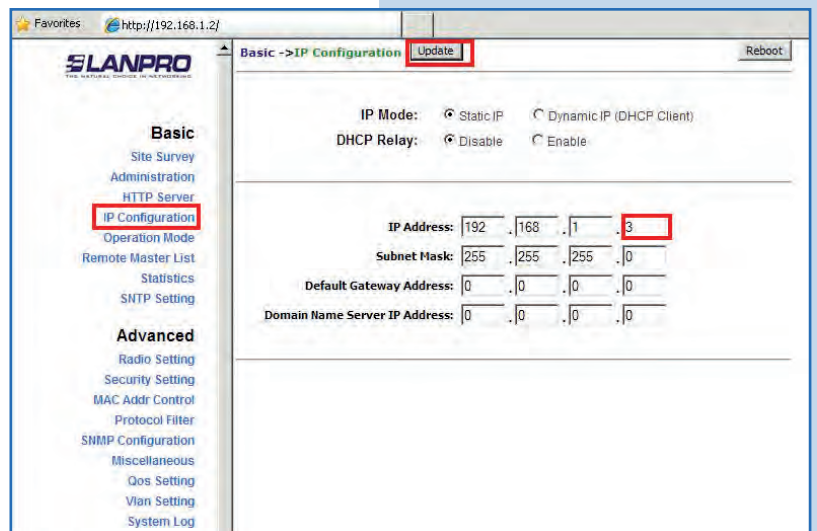 Favorites http://192.168.1.2/
LANPRO
THE NATURAL CHOICE IN NETWORKING
Basic
Site Survey
Administration
HTTP Server
IP Configuration
Operation Mode
Remote Master List
Statistics
SNTP Setting
Advanced
Radio Setting
Security Setting
MAC Addr Control
Protocol Filter
SNMP Configuration
Miscellaneous
Qos Setting
Vlan Setting
System Log
Basic ->IP Configuration Update Reboot
IP Mode: Static IP Dynamic IP (DHCP Client)
DHCP Relay: Disable Enable
IP Address: 192 . 168 . 1 . 3
Subnet Mask: 255 . 255 . 255 . 0
Default Gateway Address: 0 . 0 . 0 . 0
Domain Name Server IP Address: 0 . 0 . 0 . 0